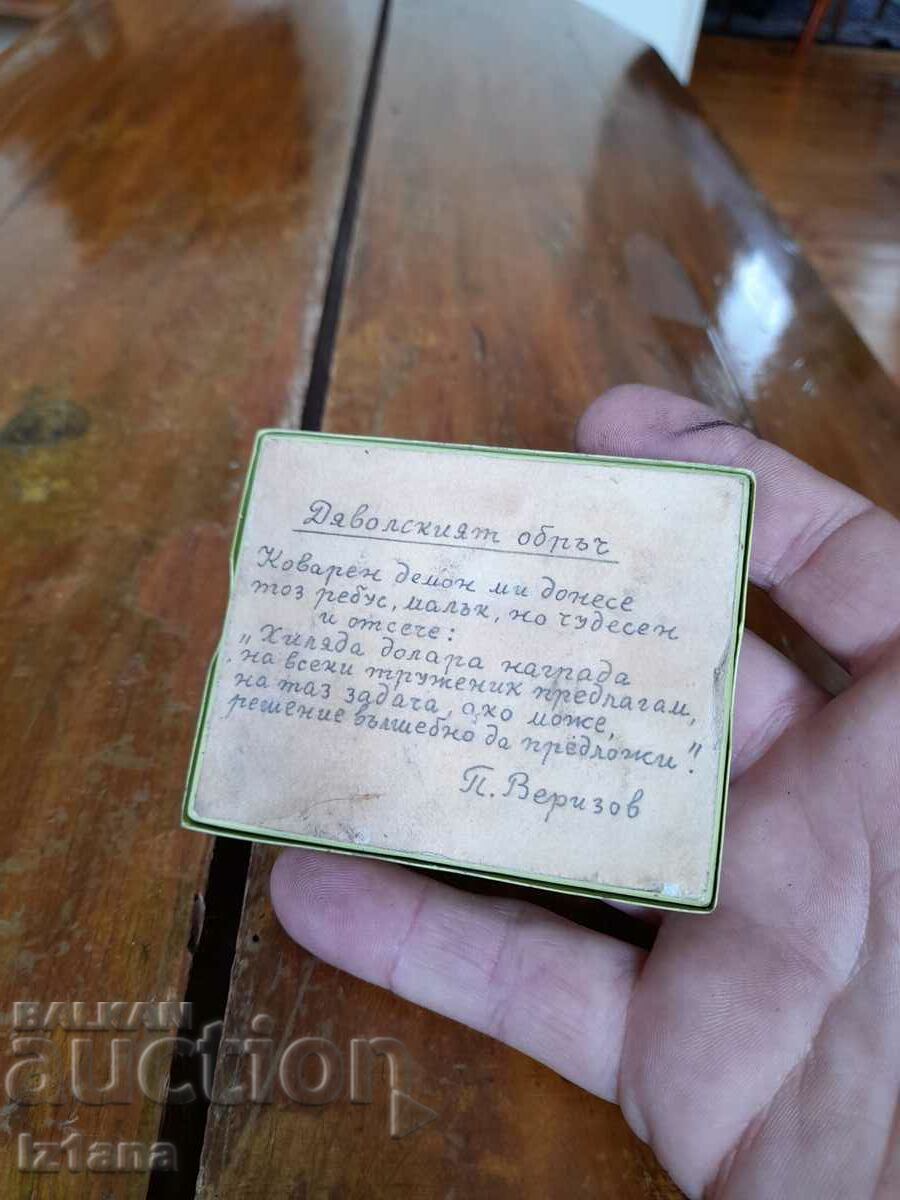 Дяволският обръч
Коварен демон ми донесе
тоз ребус, малък, но чудесен
и отсече:
„Хиляда долара награда
на всеки труженик предлагам,
на таз задача, ако може,
решение вълшебно да предложи."
П. Веризов
BALKAN
auction
iz1ana